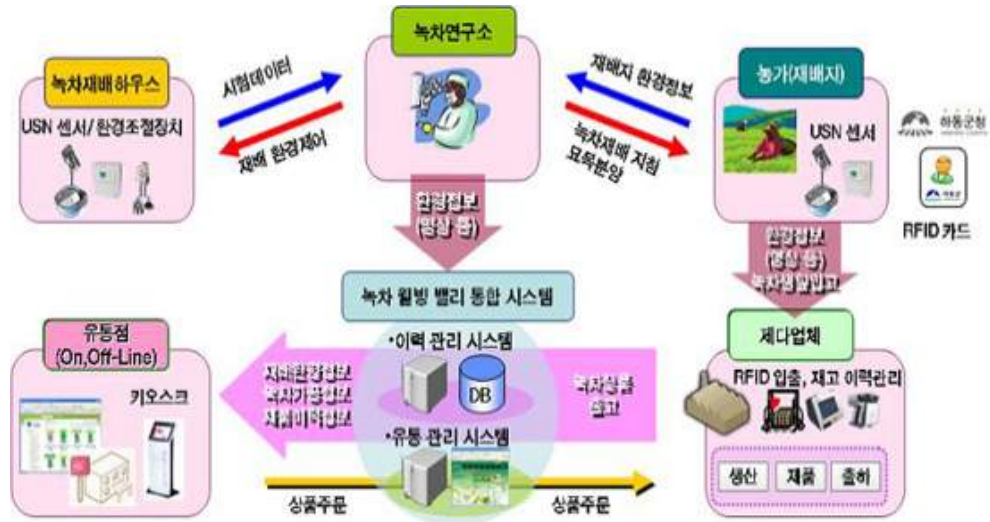 녹차연구소
녹차재배하우스
USN 센서/환경조절장치
시험데이터
재배 환경제어
재배지 환경정보
녹차재배 지침
묘목분양
농가(재배지)
USN 센서
하동군청
RFID 카드
환경정보
(영상 등)
환경정보
(영상 등)
녹차생잎입고
녹차 웰빙 밸리 통합 시스템
•이력 관리 시스템
DB
•유통 관리 시스템
유통점
(On,Off-Line)
키오스크
재배환경정보
녹차가공정보
제품이력정보
녹차상품
출고
제다업체
RFID 입출, 재고 이력관리
생산
제품
출하
상품주문
상품주문